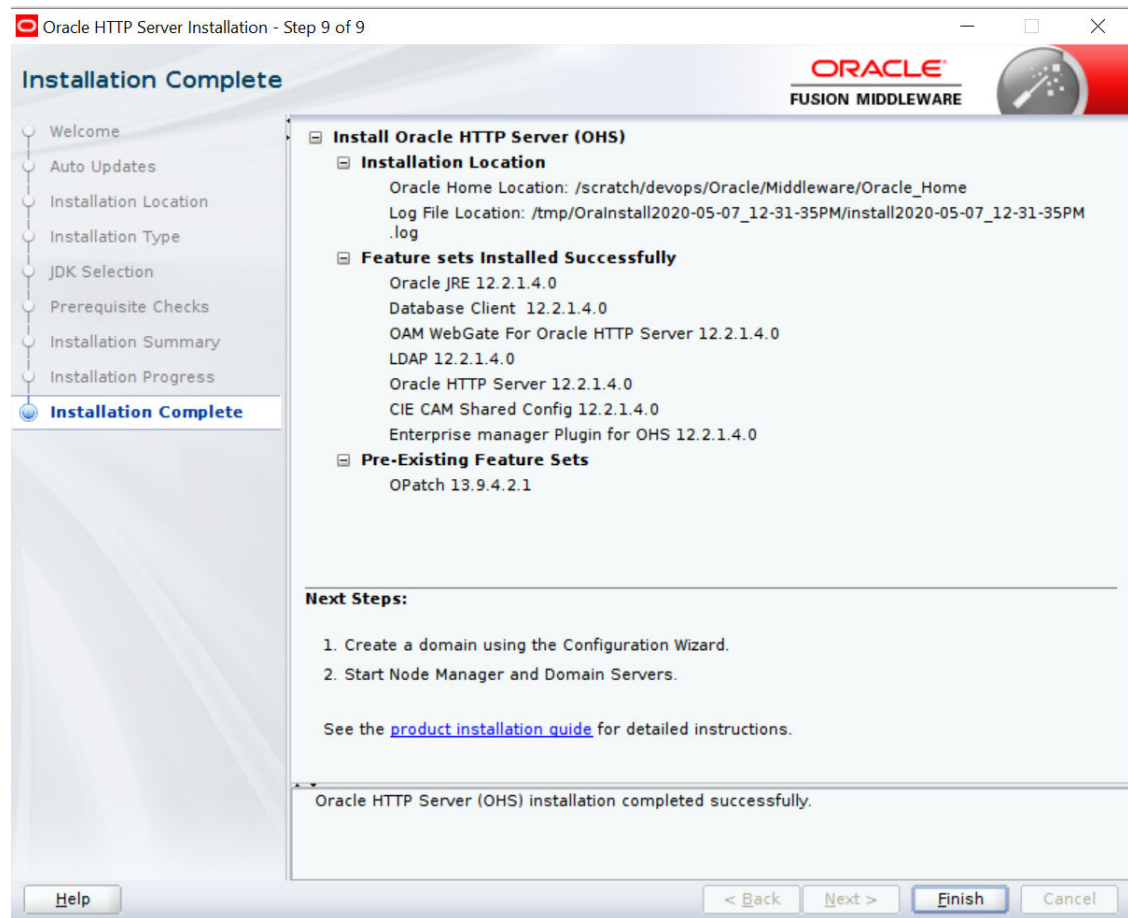 Oracle HTTP Server Installation - Step 9 of 9
Installation Complete
ORACLE
FUSION MIDDLEWARE
Welcome
Auto Updates
Installation Location
Installation Type
JDK Selection
Prerequisite Checks
Installation Summary
Installation Progress
Installation Complete
Install Oracle HTTP Server (OHS)
Installation Location
Oracle Home Location: /scratch/devops/Oracle/Middleware/Oracle_Home
Log File Location: /tmp/OraInstall2020-05-07_12-31-35PM/install2020-05-07_12-31-35PM
.log
Feature sets Installed Successfully
Oracle JRE 12.2.1.4.0
Database Client  12.2.1.4.0
OAM WebGate For Oracle HTTP Server 12.2.1.4.0
LDAP 12.2.1.4.0
Oracle HTTP Server 12.2.1.4.0
CIE CAM Shared Config 12.2.1.4.0
Enterprise manager Plugin for OHS 12.2.1.4.0
Pre-Existing Feature Sets
OPatch 13.9.4.2.1
Next Steps:
1. Create a domain using the Configuration Wizard.
2. Start Node Manager and Domain Servers.
See the product installation guide for detailed instructions.
Oracle HTTP Server (OHS) installation completed successfully.
Help
< Back
Next >
Finish
Cancel